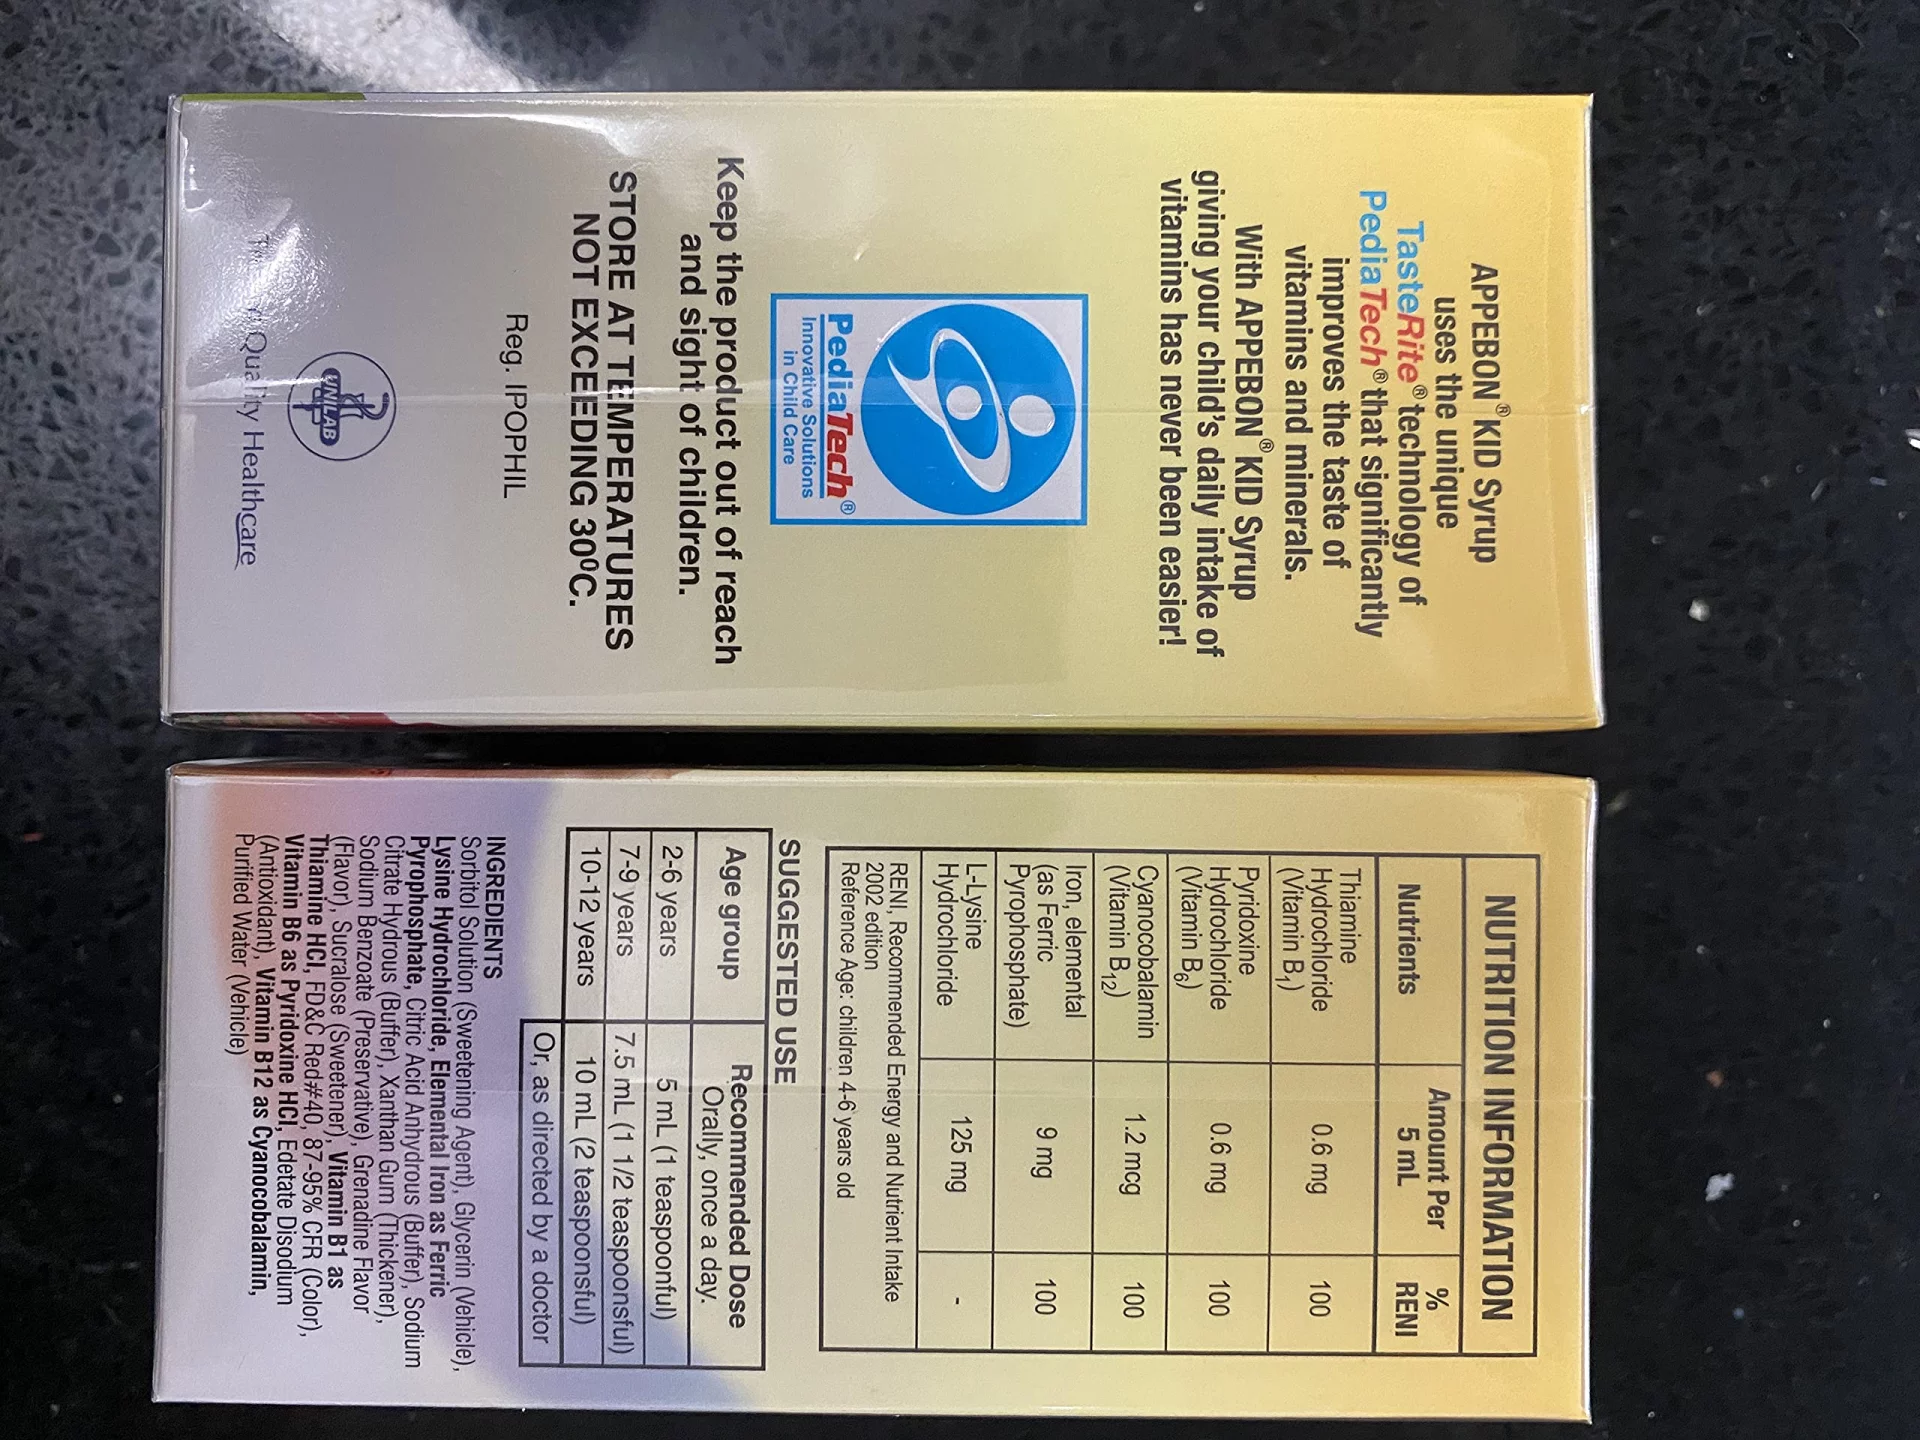 APPEBON® KID Syrup
uses the unique
TasteRite® technology of
PediaTech® that significantly
improves the taste of
vitamins and minerals.
With APPEBON® KID Syrup
giving your child's daily intake of
vitamins has never been easier!
PediaTech®
Innovative Solutions
in Child Care
Keep the product out of reach
and sight of children.
STORE AT TEMPERATURES
NOT EXCEEDING 30⁰C.
Reg. IPOPHIL
UNILAB
Quality Healthcare
NUTRITION INFORMATION
Nutrients Amount Per 5 mL % RENI
Thiamine Hydrochloride (Vitamin B₁) 0.6 mg 100
Pyridoxine Hydrochloride (Vitamin B₆) 0.6 mg 100
Cyanocobalamin (Vitamin B₁₂) 1.2 mcg 100
Iron, elemental (as Ferric Pyrophosphate) 9 mg 100
L-Lysine Hydrochloride 125 mg -
RENI, Recommended Energy and Nutrient Intake
2002 edition
Reference Age: children 4-6 years old
SUGGESTED USE
Age group Recommended Dose Orally, once a day.
2-6 years 5 mL (1 teaspoonful)
7-9 years 7.5 mL (1 1/2 teaspoonsful)
10-12 years 10 mL (2 teaspoonsful)
Or, as directed by a doctor
INGREDIENTS
Sorbitol Solution (Sweetening Agent), Glycerin (Vehicle),
Lysine Hydrochloride, Elemental Iron as Ferric
Pyrophosphate, Citric Acid Anhydrous (Buffer), Sodium
Citrate Hydrous (Buffer), Xanthan Gum (Thickener),
Sodium Benzoate (Preservative), Grenadine Flavor
(Flavor), Sucralose (Sweetener), Vitamin B1 as
Thiamine HCl, FD&C Red#40, 87-95% CFR (Color),
Vitamin B6 as Pyridoxine HCl, Edetate Disodium
(Antioxidant), Vitamin B12 as Cyanocobalamin,
Purified Water (Vehicle)